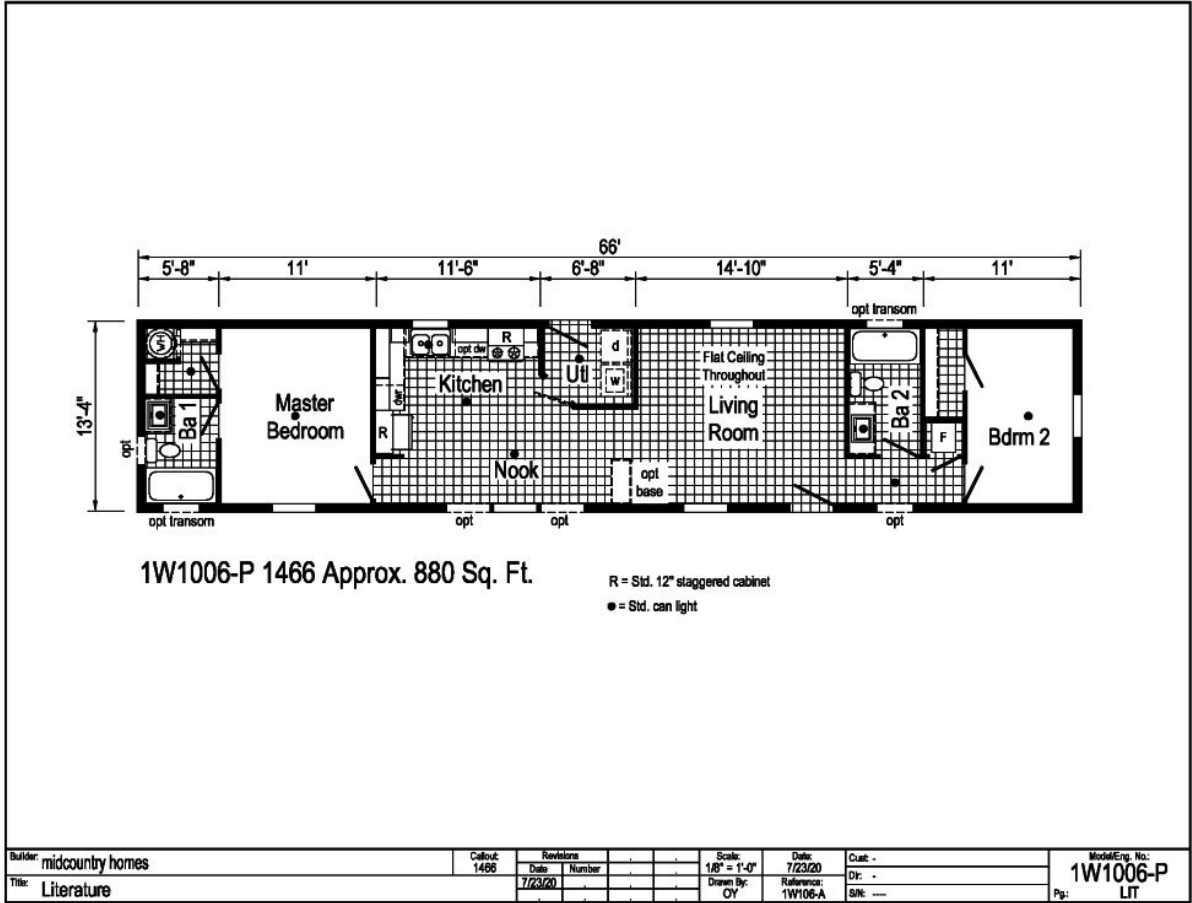 66'
5'-8" 11' 11'-6" 6'-8" 14'-10" 5'-4" 11'
opt transom
13'-4"
WH
R
opt dw
d
w
Utl
Kitchen
dwr
R
Flat Ceiling
Throughout
Living
Room
Master
Bedroom
Ba 1
opt
Ba 2
F
Bdrm 2
Nook
opt
base
opt transom
opt
opt
opt
1W1006-P 1466 Approx. 880 Sq. Ft.
R = Std. 12" staggered cabinet
● = Std. can light
Builder: midcountry homes
Title: Literature
Callout:
1466
Revisions
Date Number
7/23/20
Scale:
1/8" = 1'-0"
Drawn By:
OY
Date:
7/23/20
Reference:
1W106-A
Cust: -
Dir: -
S/N: ----
Model/Eng. No.:
1W1006-P
Pg.: LIT